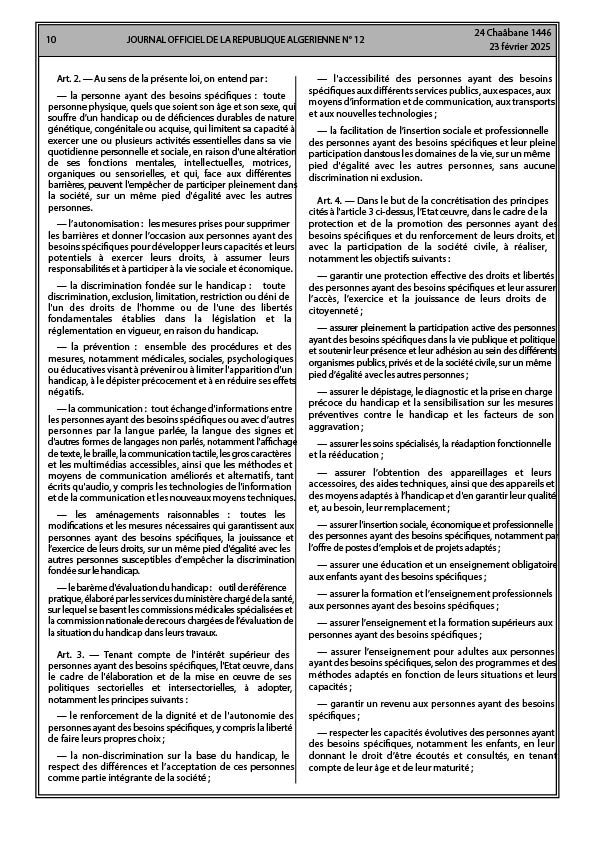 10
JOURNAL OFFICIEL DE LA REPUBLIQUE ALGERIENNE N° 12
24 Chaâbane 1446
23 février 2025
Art. 2. — Au sens de la présente loi, on entend par :
— la personne ayant des besoins spécifiques : toute
personne physique, quels que soient son âge et son sexe, qui
souffre d'un handicap ou de déficiences durables de nature
génétique, congénitale ou acquise, qui limitent sa capacité à
exercer une ou plusieurs activités essentielles dans sa vie
quotidienne personnelle et sociale, en raison d'une altération
de ses fonctions mentales, intellectuelles, motrices,
organiques ou sensorielles, et qui, face aux différentes
barrières, peuvent l'empêcher de participer pleinement dans
la société, sur un même pied d'égalité avec les autres
personnes.
— l'autonomisation : les mesures prises pour supprimer
les barrières et donner l'occasion aux personnes ayant des
besoins spécifiques pour développer leurs capacités et leurs
potentiels à exercer leurs droits, à assumer leurs
responsabilités et à participer à la vie sociale et économique.
— la discrimination fondée sur le handicap : toute
discrimination, exclusion, limitation, restriction ou déni de
l'un des droits de l'homme ou de l'une des libertés
fondamentales établies dans la législation et la
réglementation en vigueur, en raison du handicap.
— la prévention : ensemble des procédures et des
mesures, notamment médicales, sociales, psychologiques
ou éducatives visant à prévenir ou à limiter l'apparition d'un
handicap, à le dépister précocement et à en réduire ses effets
négatifs.
— la communication : tout échange d'informations entre
les personnes ayant des besoins spécifiques ou avec d'autres
personnes par la langue parlée, la langue des signes et
d'autres formes de langages non parlés, notamment l'affichage
de texte, le braille, la communication tactile, les gros caractères
et les multimédias accessibles, ainsi que les méthodes et
moyens de communication améliorés et alternatifs, tant
écrits qu'audio, y compris les technologies de l'information
et de la communication et les nouveaux moyens techniques.
— les aménagements raisonnables : toutes les
modifications et les mesures nécessaires qui garantissent aux
personnes ayant des besoins spécifiques, la jouissance et
l'exercice de leurs droits, sur un même pied d'égalité avec les
autres personnes susceptibles d'empêcher la discrimination
fondée sur le handicap.
— le barème d'évaluation du handicap : outil de référence
pratique, élaboré par les services du ministère chargé de la santé,
sur lequel se basent les commissions médicales spécialisées et
la commission nationale de recours chargées de l'évaluation de
la situation du handicap dans leurs travaux.
Art. 3. — Tenant compte de l'intérêt supérieur des
personnes ayant des besoins spécifiques, l'Etat œuvre, dans
le cadre de l'élaboration et de la mise en œuvre de ses
politiques sectorielles et intersectorielles, à adopter,
notamment les principes suivants :
— le renforcement de la dignité et de l'autonomie des
personnes ayant des besoins spécifiques, y compris la liberté
de faire leurs propres choix ;
— la non-discrimination sur la base du handicap, le
respect des différences et l'acceptation de ces personnes
comme partie intégrante de la société ;
— l'accessibilité des personnes ayant des besoins
spécifiques aux différents services publics, aux espaces, aux
moyens d'information et de communication, aux transports
et aux nouvelles technologies ;
— la facilitation de l'insertion sociale et professionnelle
des personnes ayant des besoins spécifiques et leur pleine
participation dans tous les domaines de la vie, sur un même
pied d'égalité avec les autres personnes, sans aucune
discrimination ni exclusion.
Art. 4. — Dans le but de la concrétisation des principes
cités à l'article 3 ci-dessus, l'Etat œuvre, dans le cadre de la
protection et de la promotion des personnes ayant des
besoins spécifiques et du renforcement de leurs droits, et
avec la participation de la société civile, à réaliser,
notamment les objectifs suivants :
— garantir une protection effective des droits et libertés
des personnes ayant des besoins spécifiques et leur assurer
l'accès, l'exercice et la jouissance de leurs droits de
citoyenneté ;
— assurer pleinement la participation active des personnes
ayant des besoins spécifiques dans la vie publique et politique
et soutenir leur présence et leur adhésion au sein des différents
organismes publics, privés et de la société civile, sur un même
pied d'égalité avec les autres personnes ;
— assurer le dépistage, le diagnostic et la prise en charge
précoce du handicap et la sensibilisation sur les mesures
préventives contre le handicap et les facteurs de son
aggravation ;
— assurer les soins spécialisés, la réadaption fonctionnelle
et la rééducation ;
— assurer l'obtention des appareillages et leurs
accessoires, des aides techniques, ainsi que des appareils et
des moyens adaptés à l'handicap et d'en garantir leur qualité
et, au besoin, leur remplacement ;
— assurer l'insertion sociale, économique et professionnelle
des personnes ayant des besoins spécifiques, notamment par
l'offre de postes d'emplois et de projets adaptés ;
— assurer une éducation et un enseignement obligatoire
aux enfants ayant des besoins spécifiques ;
— assurer la formation et l'enseignement professionnels
aux personnes ayant des besoins spécifiques ;
— assurer l'enseignement et la formation supérieurs aux
personnes ayant des besoins spécifiques ;
— assurer l'enseignement pour adultes aux personnes
ayant des besoins spécifiques, selon des programmes et des
méthodes adaptés en fonction de leurs situations et leurs
capacités ;
— garantir un revenu aux personnes ayant des besoins
spécifiques ;
— respecter les capacités évolutives des personnes ayant
des besoins spécifiques, notamment les enfants, en leur
donnant le droit d'être écoutés et consultés, en tenant
compte de leur âge et de leur maturité ;